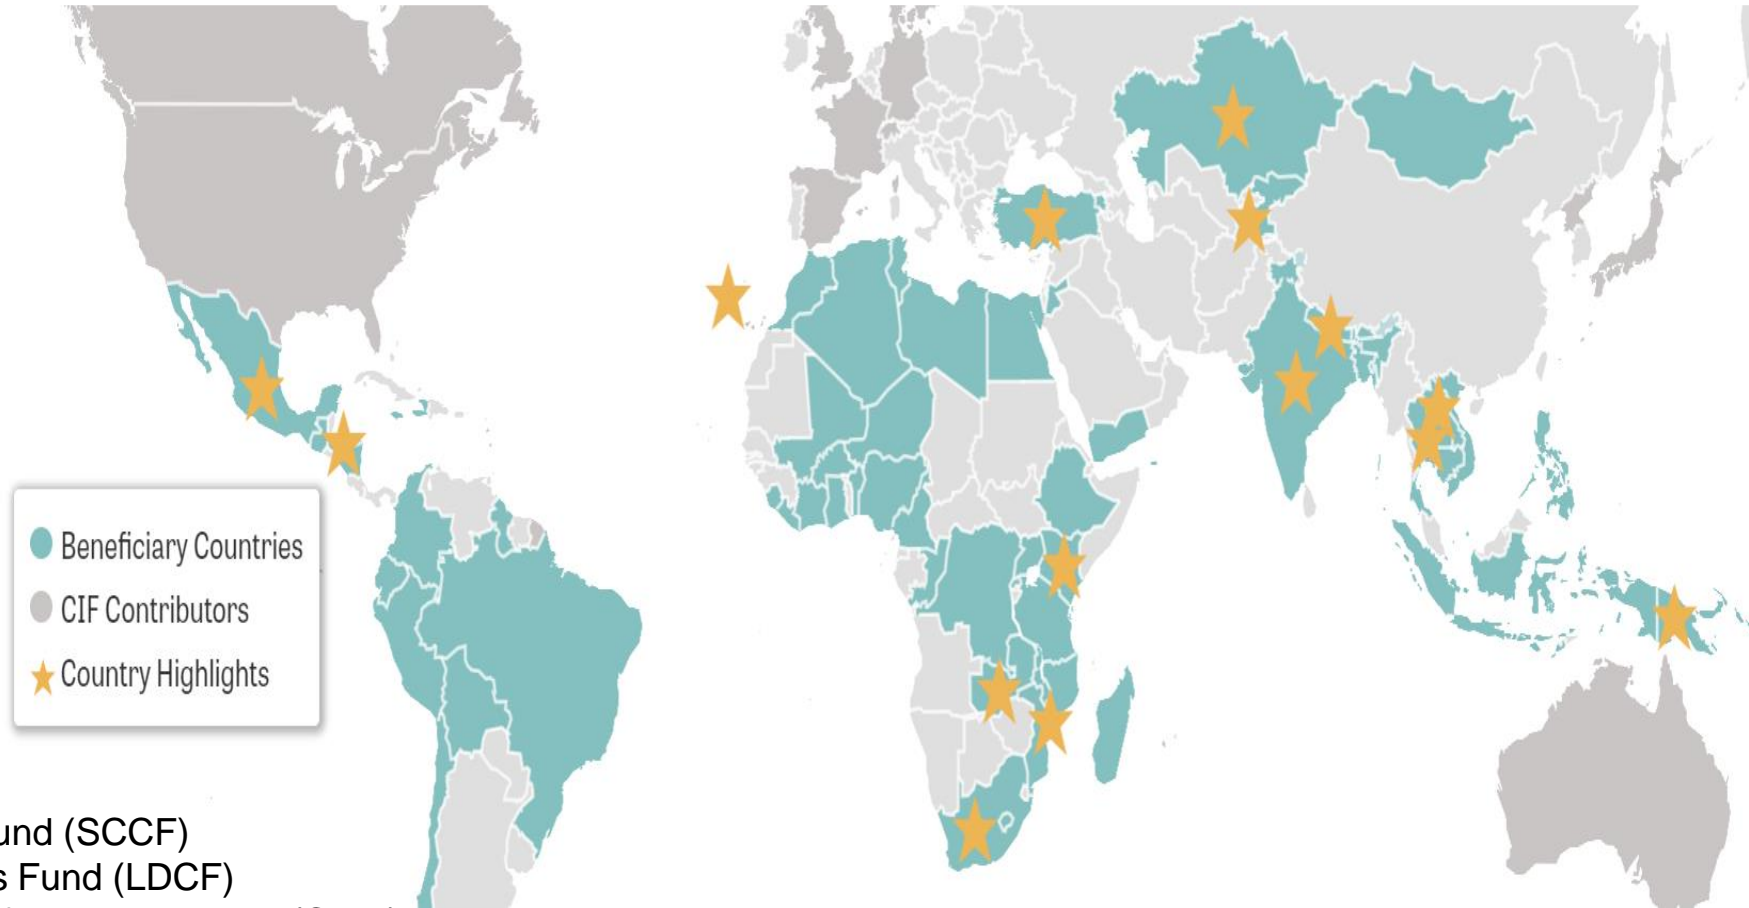 Beneficiary Countries
CIF Contributors
Country Highlights
und (SCCF)
s Fund (LDCF)